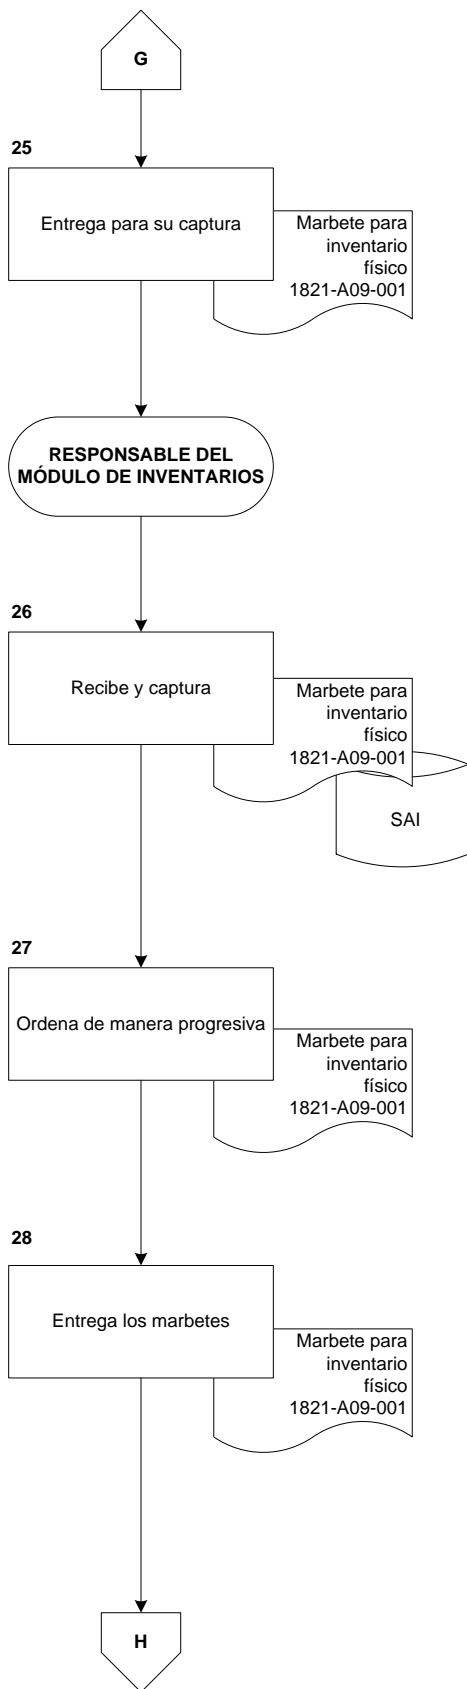 G
25
Entrega para su captura
Marbete para
inventario
físico
1821-A09-001
RESPONSABLE DEL
MÓDULO DE INVENTARIOS
26
Recibe y captura
Marbete para
inventario
físico
1821-A09-001
SAI
27
Ordena de manera progresiva
Marbete para
inventario
físico
1821-A09-001
28
Entrega los marbetes
Marbete para
inventario
físico
1821-A09-001
H